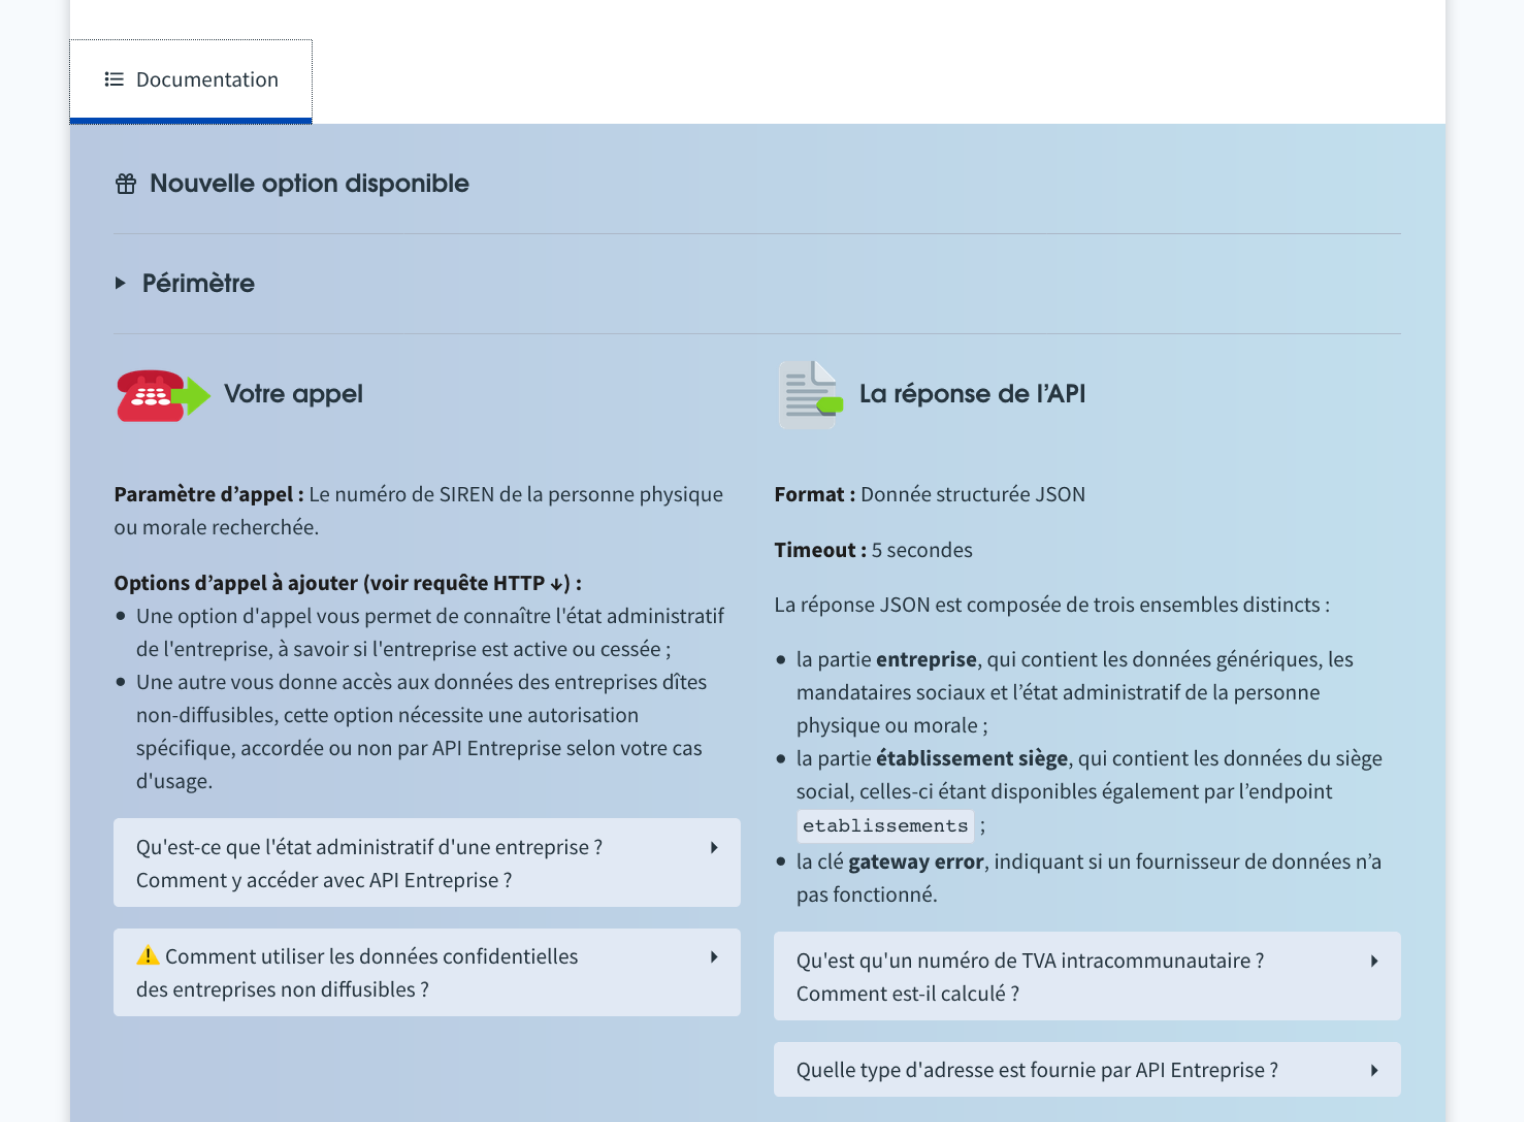 Documentation
Nouvelle option disponible
Périmètre
Votre appel
Paramètre d’appel : Le numéro de SIREN de la personne physique
ou morale recherchée.
Options d’appel à ajouter (voir requête HTTP ↓) :
• Une option d'appel vous permet de connaître l'état administratif
de l'entreprise, à savoir si l'entreprise est active ou cessée ;
• Une autre vous donne accès aux données des entreprises dîtes
non-diffusibles, cette option nécessite une autorisation
spécifique, accordée ou non par API Entreprise selon votre cas
d'usage.
Qu'est-ce que l'état administratif d'une entreprise ?
Comment y accéder avec API Entreprise ?
⚠️ Comment utiliser les données confidentielles
des entreprises non diffusibles ?
La réponse de l’API
Format : Donnée structurée JSON
Timeout : 5 secondes
La réponse JSON est composée de trois ensembles distincts :
• la partie entreprise, qui contient les données génériques, les
mandataires sociaux et l’état administratif de la personne
physique ou morale ;
• la partie établissement siège, qui contient les données du siège
social, celles-ci étant disponibles également par l’endpoint
etablissements ;
• la clé gateway error, indiquant si un fournisseur de données n’a
pas fonctionné.
Qu'est qu'un numéro de TVA intracommunautaire ?
Comment est-il calculé ?
Quelle type d'adresse est fournie par API Entreprise ?